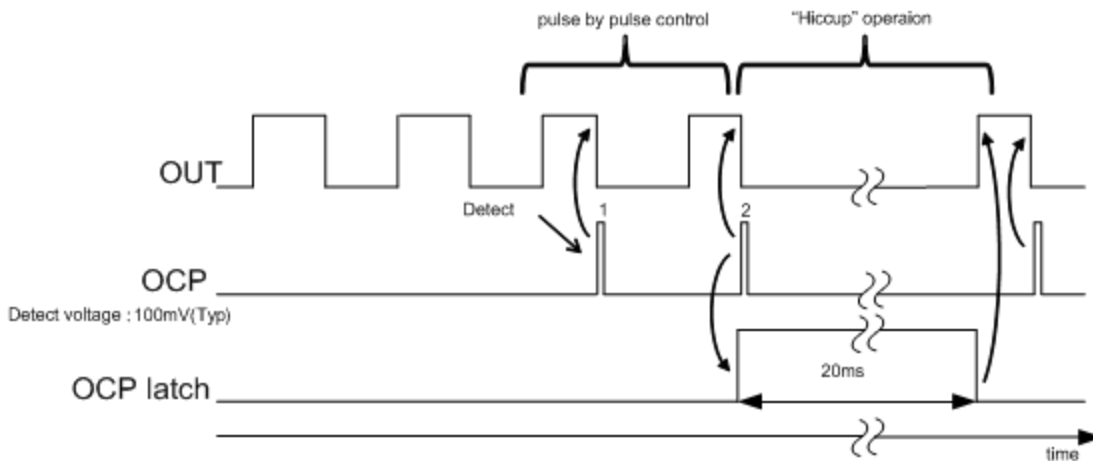 pulse by pulse control
“Hiccup” operaion
OUT
Detect
1
2
OCP
Detect voltage : 100mV(Typ)
20ms
OCP latch
time